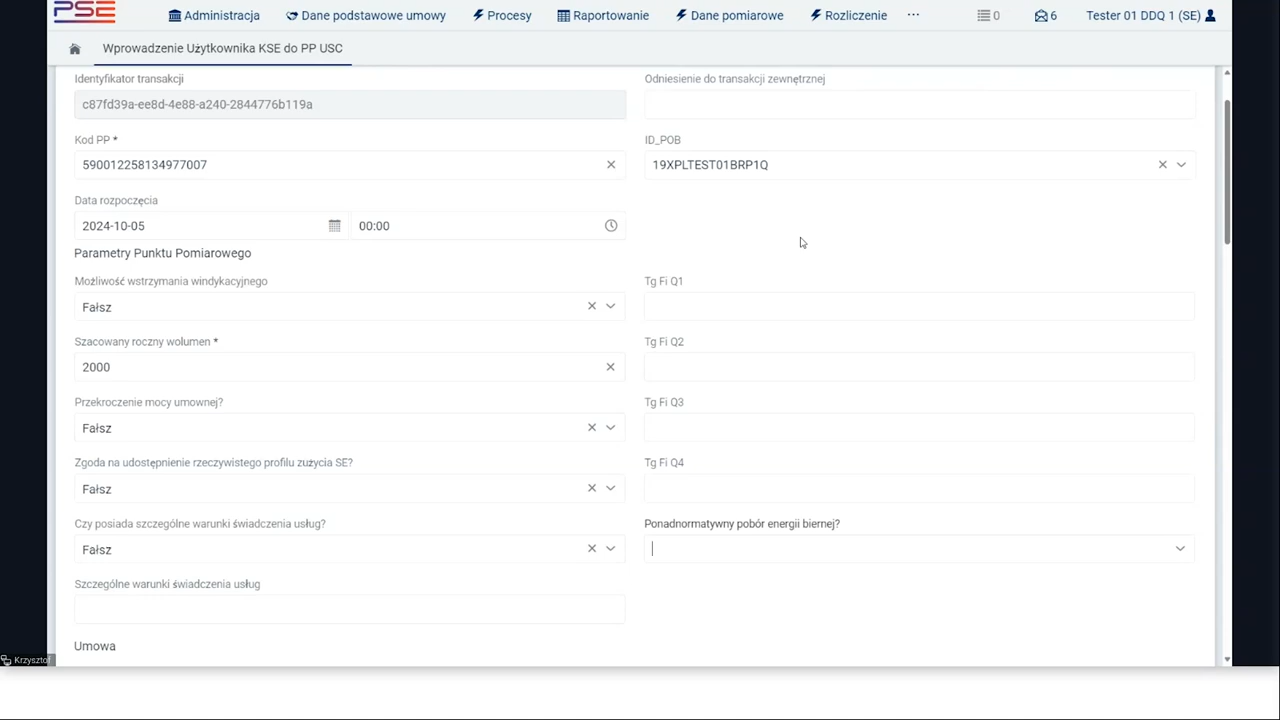 PSE
Administracja
Dane podstawowe umowy
Procesy
Raportowanie
Dane pomiarowe
Rozliczenie
...
0
6
Tester 01 DDQ 1 (SE)
Wprowadzenie Użytkownika KSE do PP USC
Identyfikator transakcji
Odniesienie do transakcji zewnętrznej
c87fd39a-ee8d-4e88-a240-2844776b119a
Kod PP *
ID_POB
590012258134977007
19XPLTEST01BRP1Q
Data rozpoczęcia
2024-10-05
00:00
Parametry Punktu Pomiarowego
Możliwość wstrzymania windykacyjnego
Tg Fi Q1
Fałsz
Szacowany roczny wolumen *
Tg Fi Q2
2000
Przekroczenie mocy umownej?
Tg Fi Q3
Fałsz
Zgoda na udostępnienie rzeczywistego profilu zużycia SE?
Tg Fi Q4
Fałsz
Czy posiada szczególne warunki świadczenia usług?
Ponadnormatywny pobór energii biernej?
Fałsz
Szczególne warunki świadczenia usług
Umowa
Krzysztof